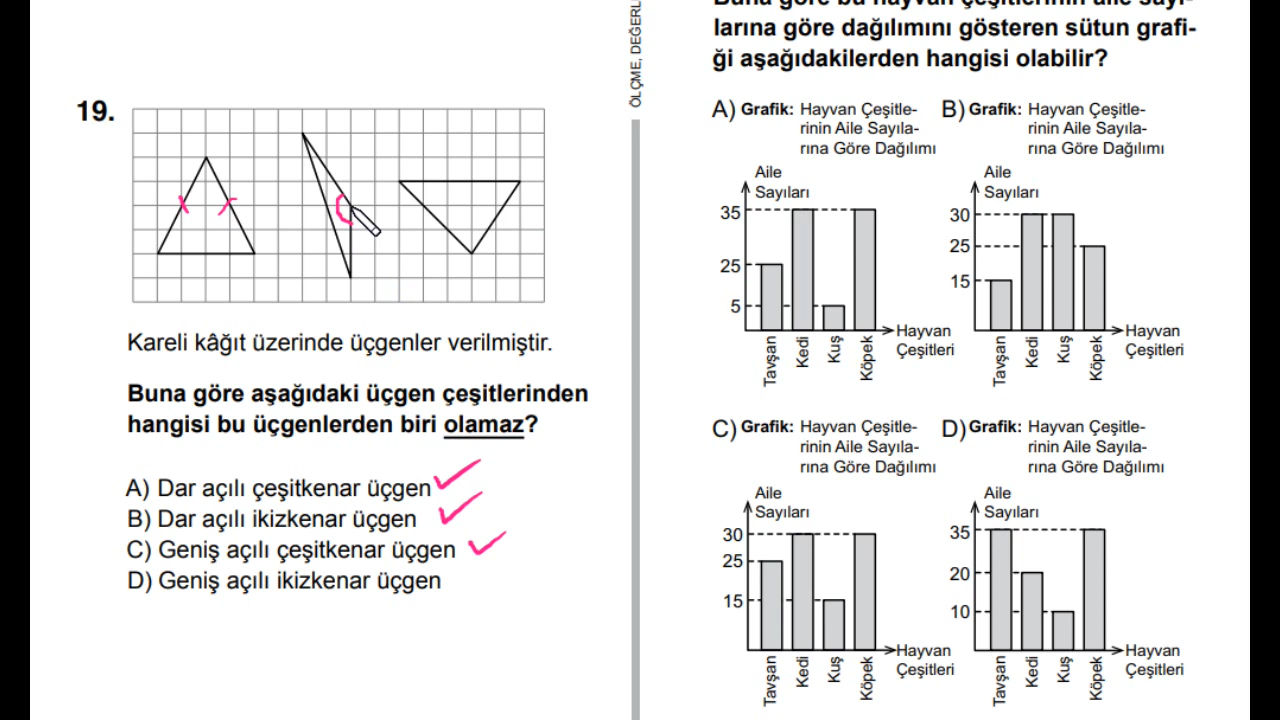 19.
Kareli kâğıt üzerinde üçgenler verilmiştir.
Buna göre aşağıdaki üçgen çeşitlerinden
hangisi bu üçgenlerden biri olamaz?
A) Dar açılı çeşitkenar üçgen
B) Dar açılı ikizkenar üçgen
C) Geniş açılı çeşitkenar üçgen
D) Geniş açılı ikizkenar üçgen
ÖLÇME, DEĞERL
Buna göre bu hayvan çeşitlerinin aile sayı-
larına göre dağılımını gösteren sütun grafi-
ği aşağıdakilerden hangisi olabilir?
A) Grafik: Hayvan Çeşitle-
rinin Aile Sayıla-
rına Göre Dağılımı
Aile
Sayıları
35
25
5
Tavşan
Kedi
Kuş
Köpek
Hayvan
Çeşitleri
B) Grafik: Hayvan Çeşitle-
rinin Aile Sayıla-
rına Göre Dağılımı
Aile
Sayıları
30
25
15
Tavşan
Kedi
Kuş
Köpek
Hayvan
Çeşitleri
C) Grafik: Hayvan Çeşitle-
rinin Aile Sayıla-
rına Göre Dağılımı
Aile
Sayıları
30
25
15
Tavşan
Kedi
Kuş
Köpek
Hayvan
Çeşitleri
D) Grafik: Hayvan Çeşitle-
rinin Aile Sayıla-
rına Göre Dağılımı
Aile
Sayıları
35
20
10
Tavşan
Kedi
Kuş
Köpek
Hayvan
Çeşitleri